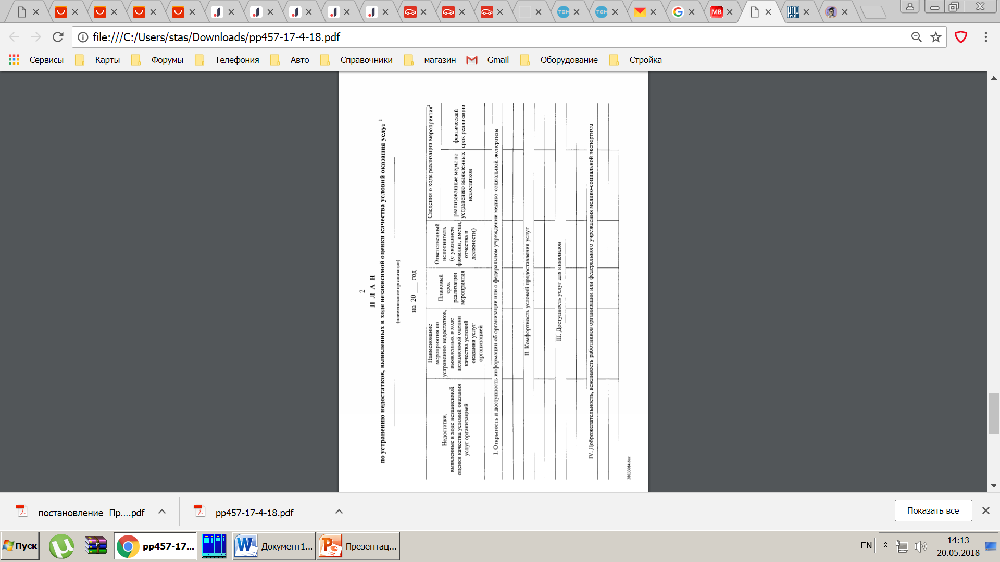 TOM
TOM
MB
pnp
ruf
file:///C:/Users/stas/Downloads/pp457-17-4-18.pdf
Сервисы
Карты
Форумы
Телефония
Авто
Справочники
магазин
Gmail
Оборудование
Стройка
2
П Л А Н
по устранению недостатков, выявленных в ходе независимой оценки качества условий оказания услуг 1
(наименование организации)
на 20 ___ год
Недостатки,
выявленные в ходе независимой
оценки качества условий оказания
услуг организацией
Наименование
мероприятия по
устранению недостатков,
выявленных в ходе
независимой оценки
качества условий
оказания услуг
организацией
Плановый
срок
реализации
мероприятия
Ответственный
исполнитель
(с указанием
фамилии, имени,
отчества и
должности)
Сведения о ходе реализации мероприятия2
реализованные меры по
устранению выявленных
недостатков
фактический
срок реализации
I. Открытость и доступность информации об организации или о федеральном учреждении медико-социальной экспертизы
II. Комфортность условий предоставления услуг
III. Доступность услуг для инвалидов
IV. Доброжелательность, вежливость работников организации или федерального учреждения медико-социальной экспертизы
28033084.doc
постановление Пр....pdf
pp457-17-4-18.pdf
Показать все
Пуск
pp457-17...
Документ1...
Презентац...
EN
14:13
20.05.2018